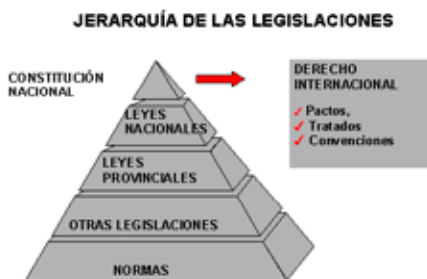 JERARQUÍA DE LAS LEGISLACIONES
CONSTITUCIÓN
NACIONAL
DERECHO
INTERNACIONAL
Pactos,
Tratados
Convenciones
LEYES
NACIONALES
LEYES
PROVINCIALES
OTRAS LEGISLACIONES
NORMAS